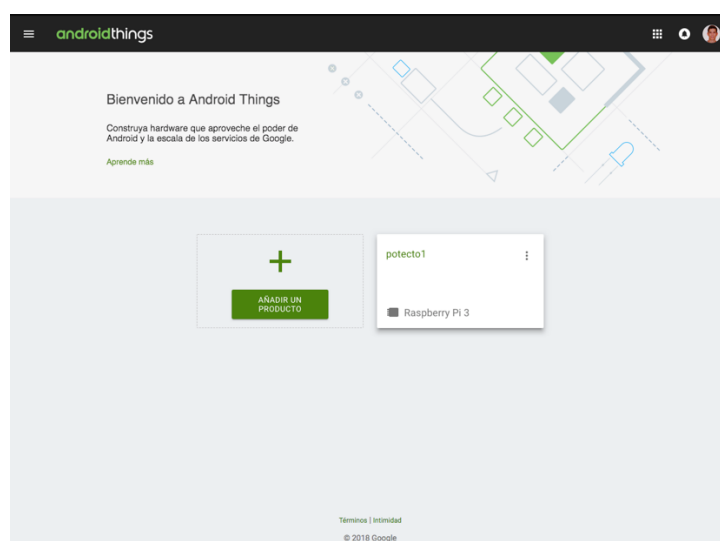 androidthings
Bienvenido a Android Things
Construya hardware que aproveche el poder de
Android y la escala de los servicios de Google.
Aprende más
AÑADIR UN
PRODUCTO
potecto1
Raspberry Pi 3
Términos | Intimidad
© 2018 Google